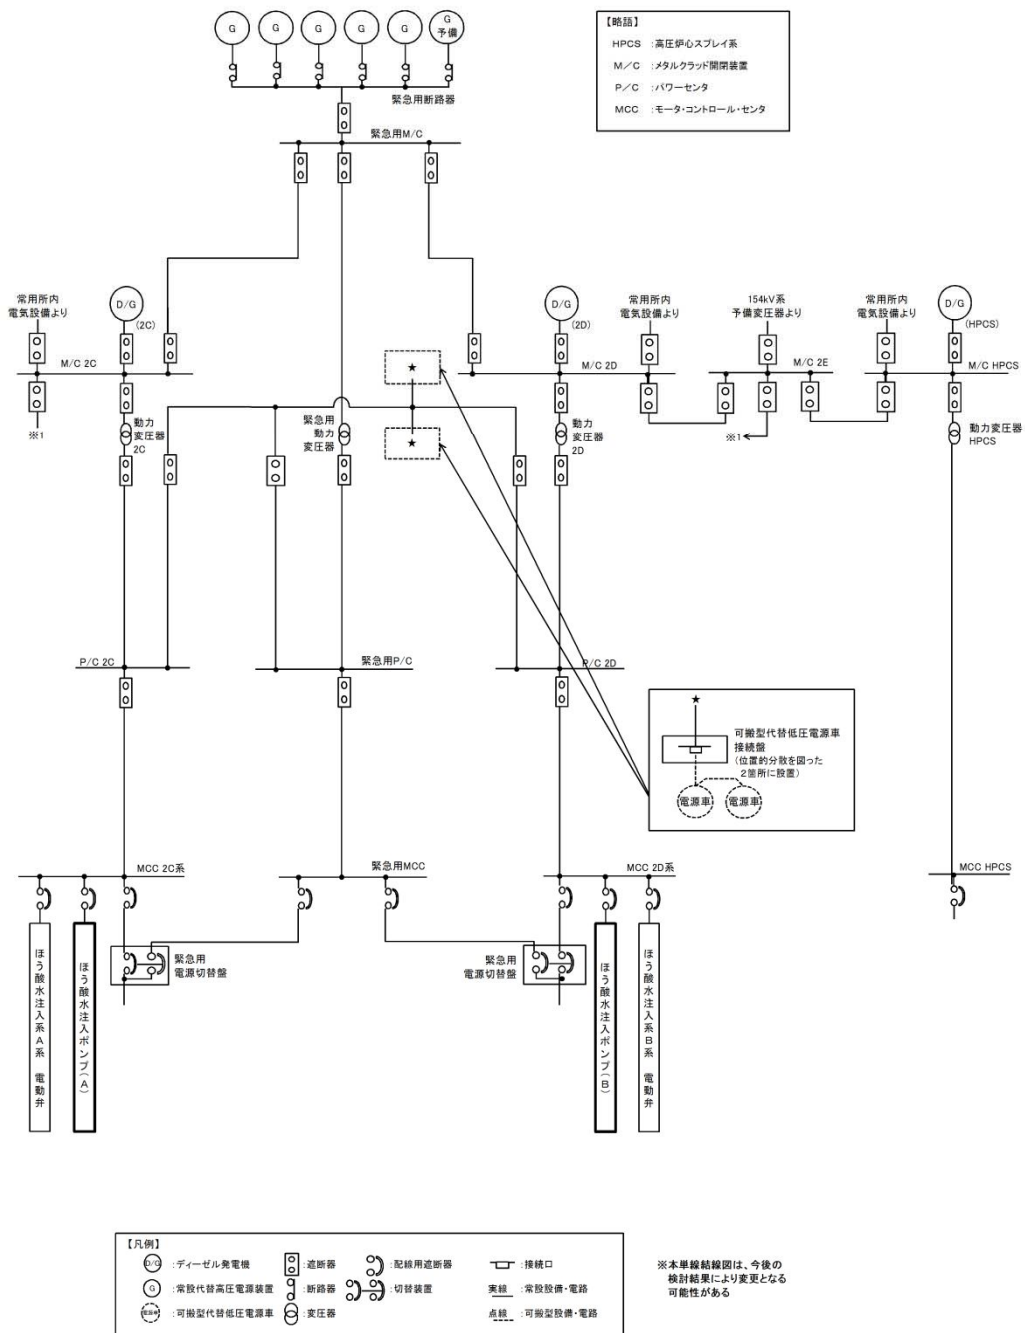 G
G
G
G
G
G
予備
緊急用断路器
緊急用M/C
【略語】
HPCS :高圧炉心スプレイ系
M/C :メタルクラッド開閉装置
P/C :パワーセンタ
MCC :モータ・コントロール・センタ
常用所内
電気設備より
D/G
(2C)
M/C 2C
※1
動力
変圧器
2C
緊急用
動力
変圧器
★
★
D/G
(2D)
M/C 2D
動力
変圧器
2D
常用所内
電気設備より
154kV系
予備変圧器より
M/C 2E
※1
常用所内
電気設備より
D/G
(HPCS)
M/C HPCS
動力変圧器
HPCS
P/C 2C
緊急用P/C
P/C 2D
★
可搬型代替低圧電源車
接続盤
(位置的分散を図った
2箇所に設置)
電源車
電源車
MCC 2C系
緊急用MCC
MCC 2D系
MCC HPCS
緊急用
電源切替盤
緊急用
電源切替盤
ほう酸水注入系A系 電動弁
ほう酸水注入ポンプ(A)
ほう酸水注入ポンプ(B)
ほう酸水注入系B系 電動弁
【凡例】
D/G :ディーゼル発電機 :遮断器 :配線用遮断器 :接続口
G :常設代替高圧電源装置 :断路器 :切替装置 実線 :常設設備・電路
電源車 :可搬型代替低圧電源車 :変圧器 点線 :可搬型設備・電路
※本単線結線図は、今後の
検討結果により変更となる
可能性がある